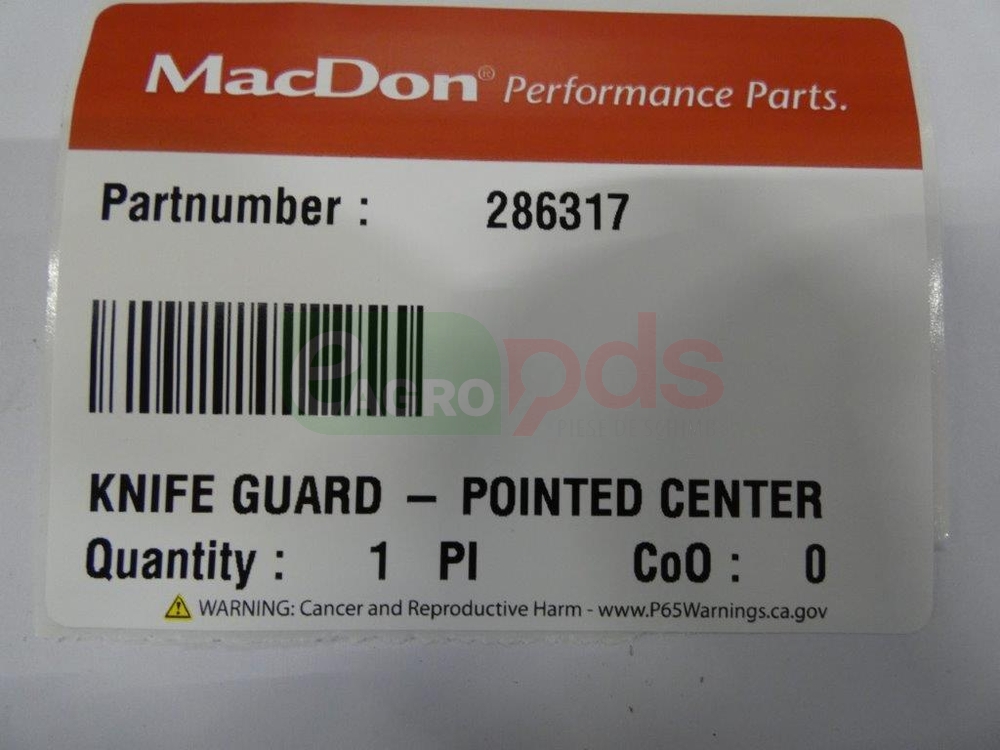 MacDon® Performance Parts.
Partnumber : 286317
e AGRO pds
KNIFE GUARD – POINTED CENTER
Quantity : 1 PI CoO : 0
WARNING: Cancer and Reproductive Harm - www.P65Warnings.ca.gov